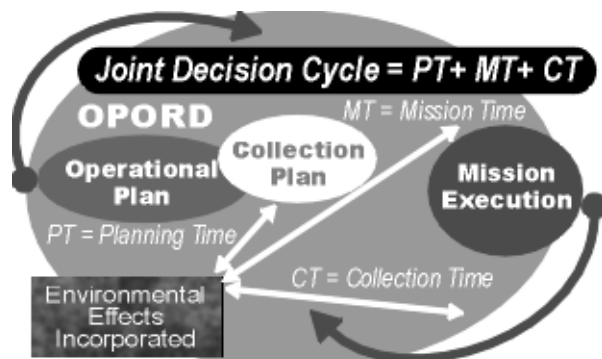 Joint Decision Cycle = PT+ MT+ CT
MT = Mission Time
OPORD
Operational
Plan
Collection
Plan
Mission
Execution
PT = Planning Time
CT = Collection Time
Environmental
Effects
Incorporated